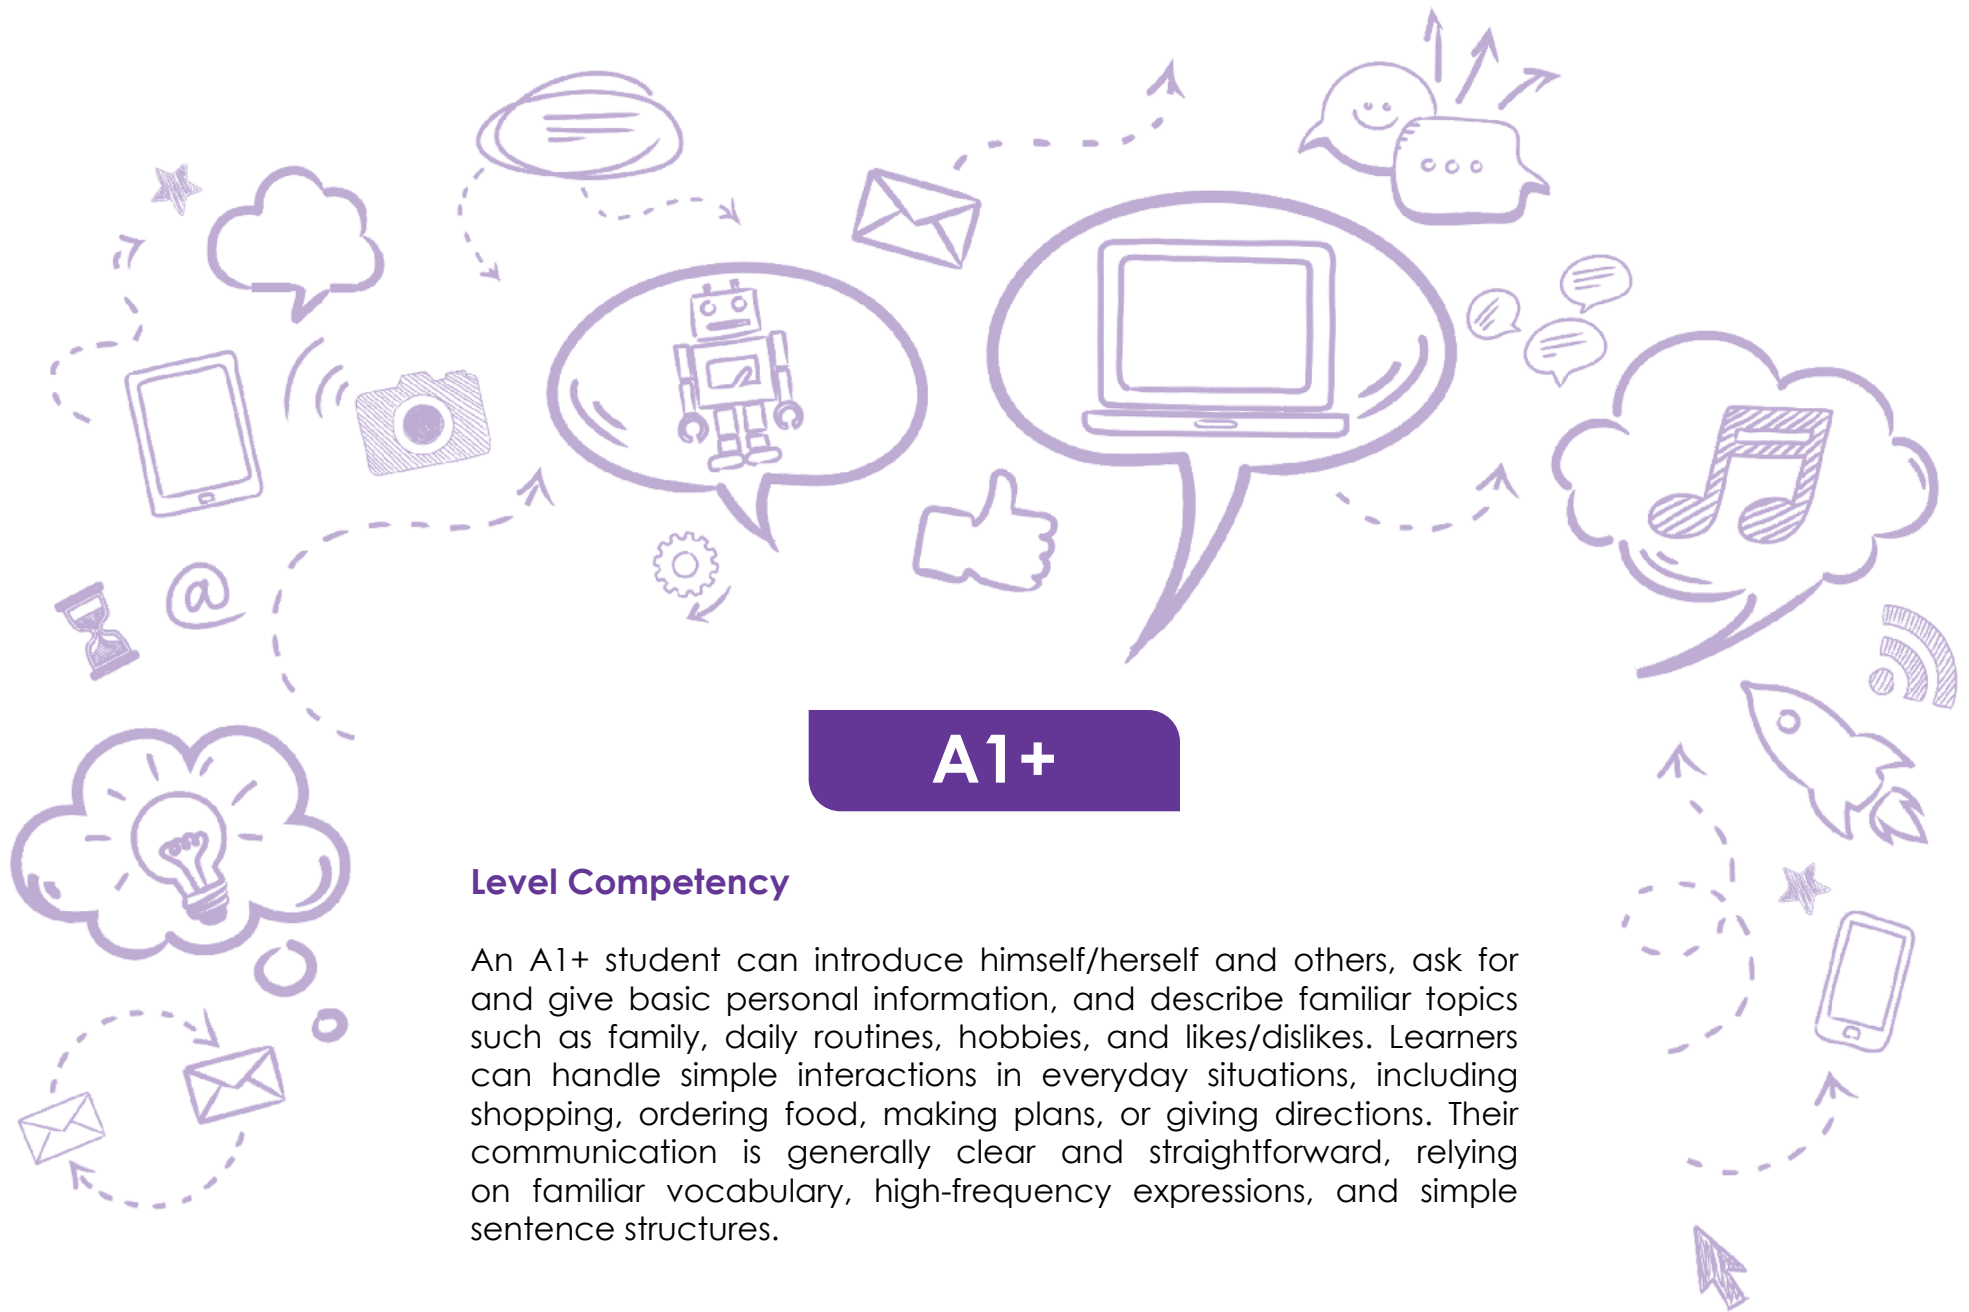 A1+
Level Competency
An A1+ student can introduce himself/herself and others, ask for
and give basic personal information, and describe familiar topics
such as family, daily routines, hobbies, and likes/dislikes. Learners
can handle simple interactions in everyday situations, including
shopping, ordering food, making plans, or giving directions. Their
communication is generally clear and straightforward, relying
on familiar vocabulary, high-frequency expressions, and simple
sentence structures.